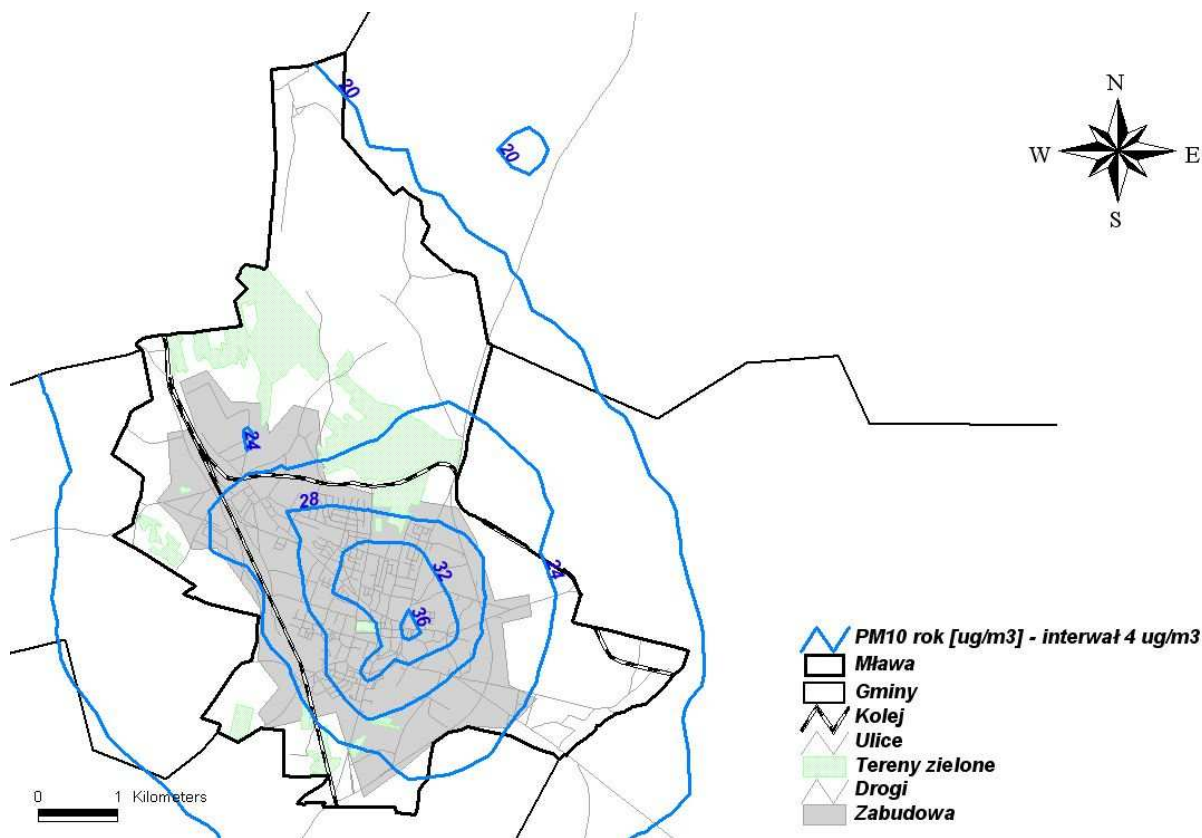 20
20
N
W
E
S
24
28
24
32
36
PM10 rok [ug/m3] - interwał 4 ug/m3
Mława
Gminy
Kolej
Ulice
Tereny zielone
Drogi
Zabudowa
0 1 Kilometers